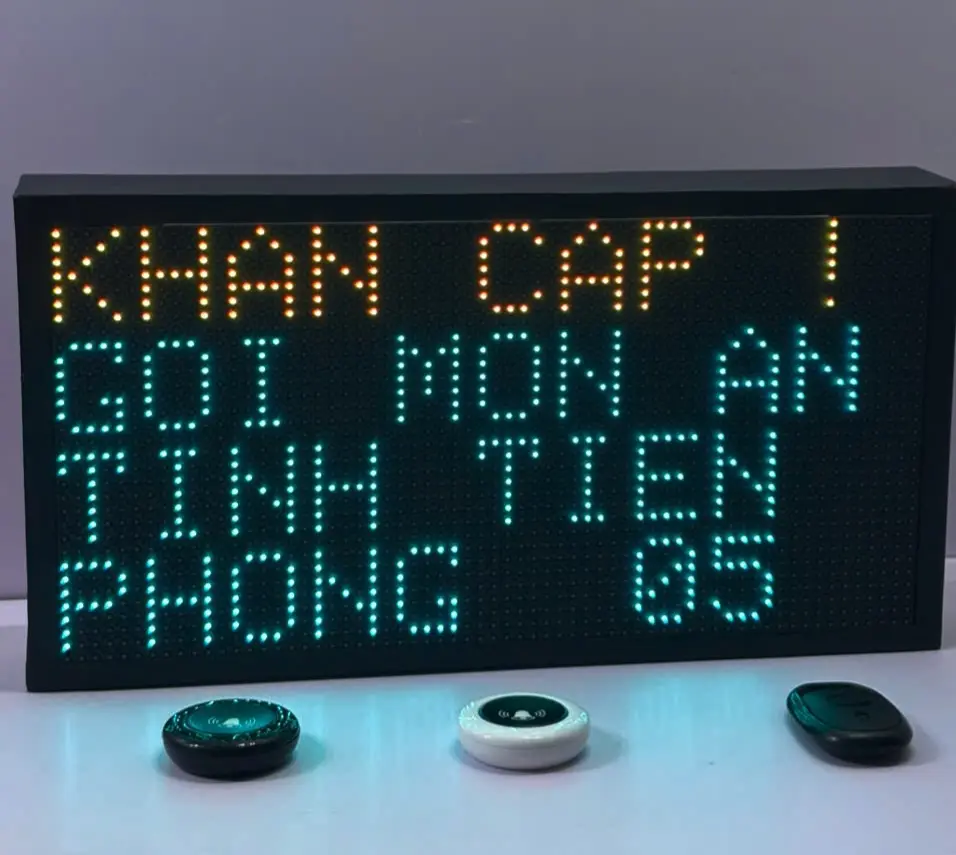 KHAN CAP !
GOI MON AN
TINH TIEN
PHONG 05